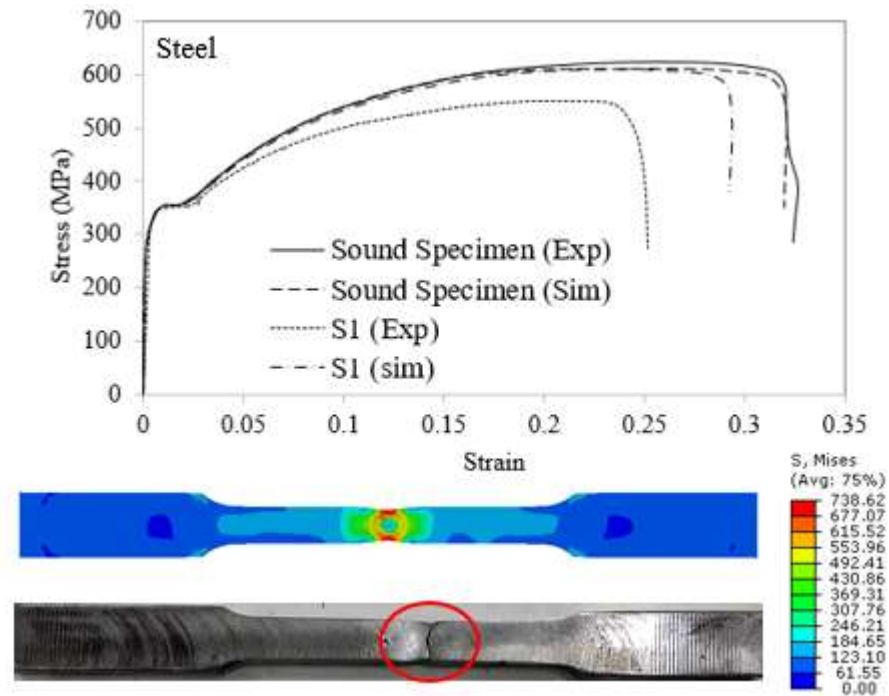 700
600
500
400
300
200
100
0
Stress (MPa)
Steel
Sound Specimen (Exp)
Sound Specimen (Sim)
S1 (Exp)
S1 (sim)
0 0.05 0.1 0.15 0.2 0.25 0.3 0.35
Strain
S, Mises
(Avg: 75%)
738.62
677.07
615.52
553.96
492.41
430.86
369.31
307.76
246.21
184.65
123.10
61.55
0.00